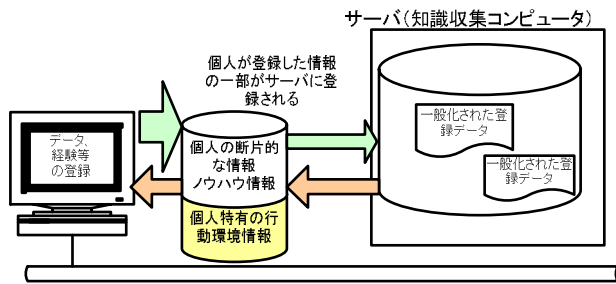 サーバ(知識収集コンピュータ)
個人が登録した情報
の一部がサーバに登
録される
データ、
経験等
の登録
個人の断片的
な情報
ノウハウ情報
個人特有の行
動環境情報
一般化された登
録データ
一般化された登
録データ